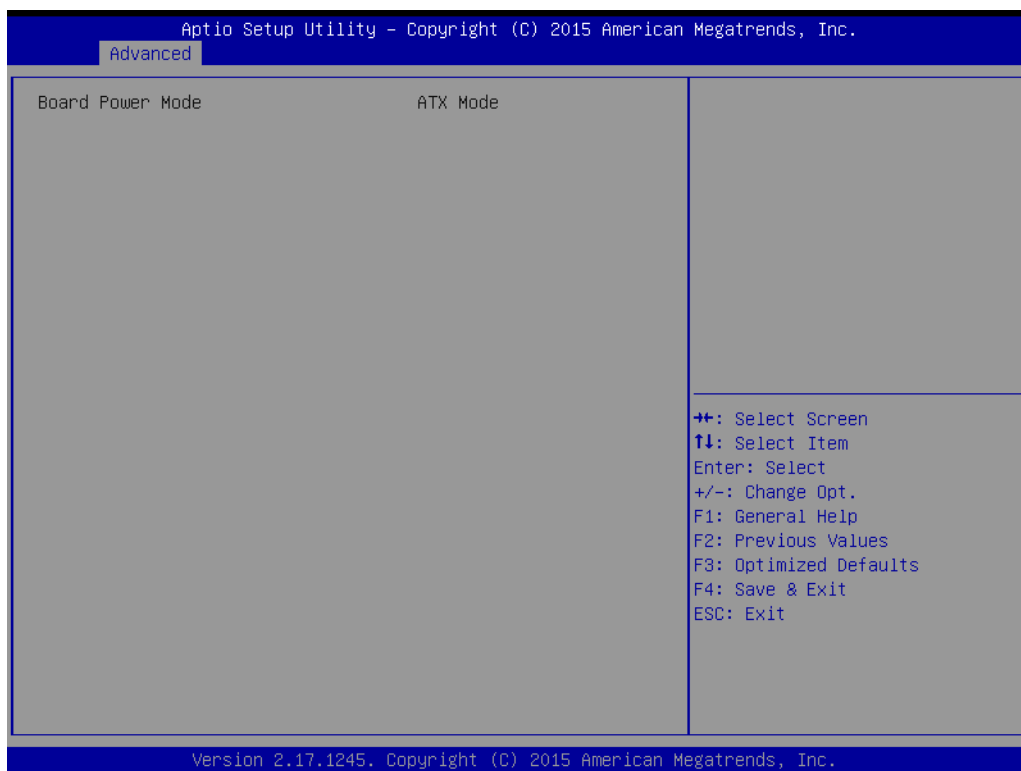 Aptio Setup Utility – Copyright (C) 2015 American Megatrends, Inc.
Advanced
Board Power Mode ATX Mode
→←: Select Screen
↑↓: Select Item
Enter: Select
+/-: Change Opt.
F1: General Help
F2: Previous Values
F3: Optimized Defaults
F4: Save & Exit
ESC: Exit
Version 2.17.1245. Copyright (C) 2015 American Megatrends, Inc.